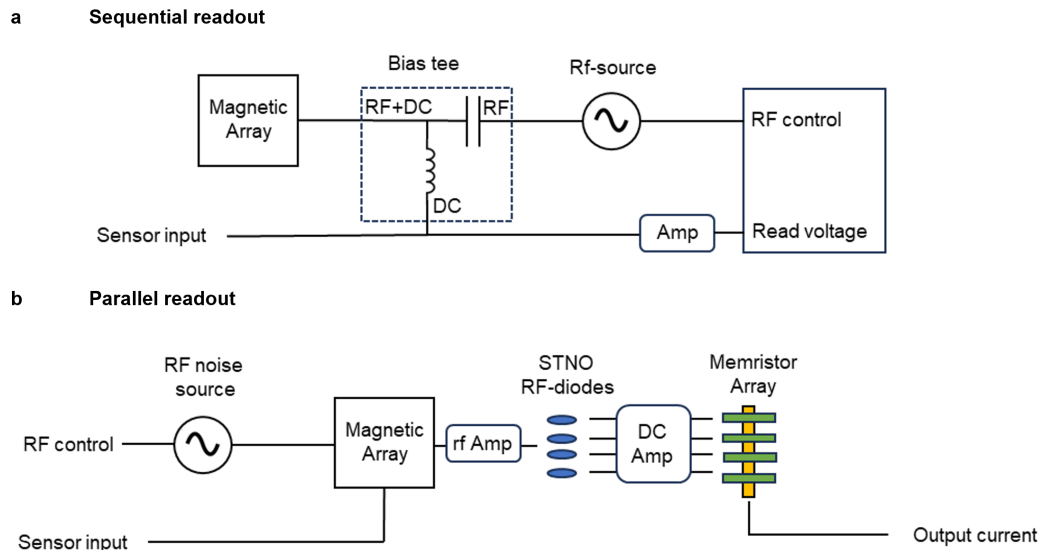 a Sequential readout
Bias tee
Rf-source
Magnetic
Array
RF+DC
RF
RF control
DC
Sensor input
Amp
Read voltage
b Parallel readout
RF noise
source
STNO
RF-diodes
Memristor
Array
RF control
Magnetic
Array
rf Amp
DC
Amp
Sensor input
Output current